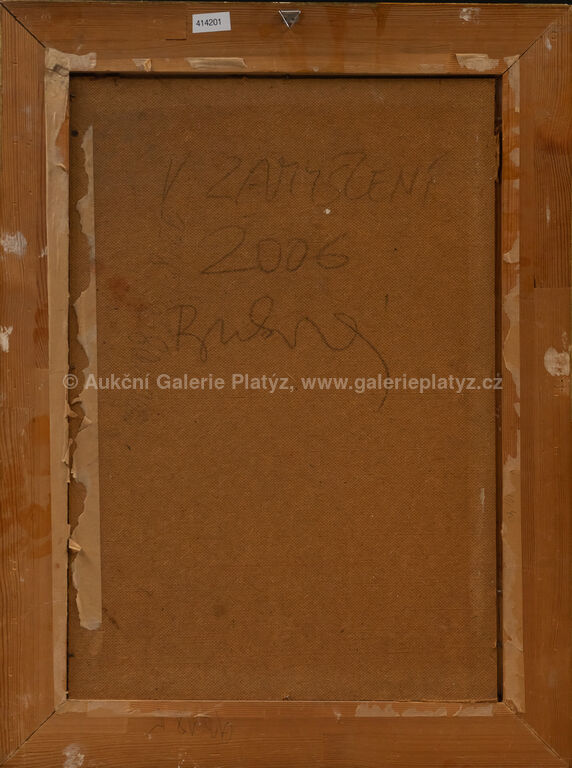 414201
V ZAMYŠLENÍ
2006
© Aukční Galerie Platýz, www.galerieplatyz.cz